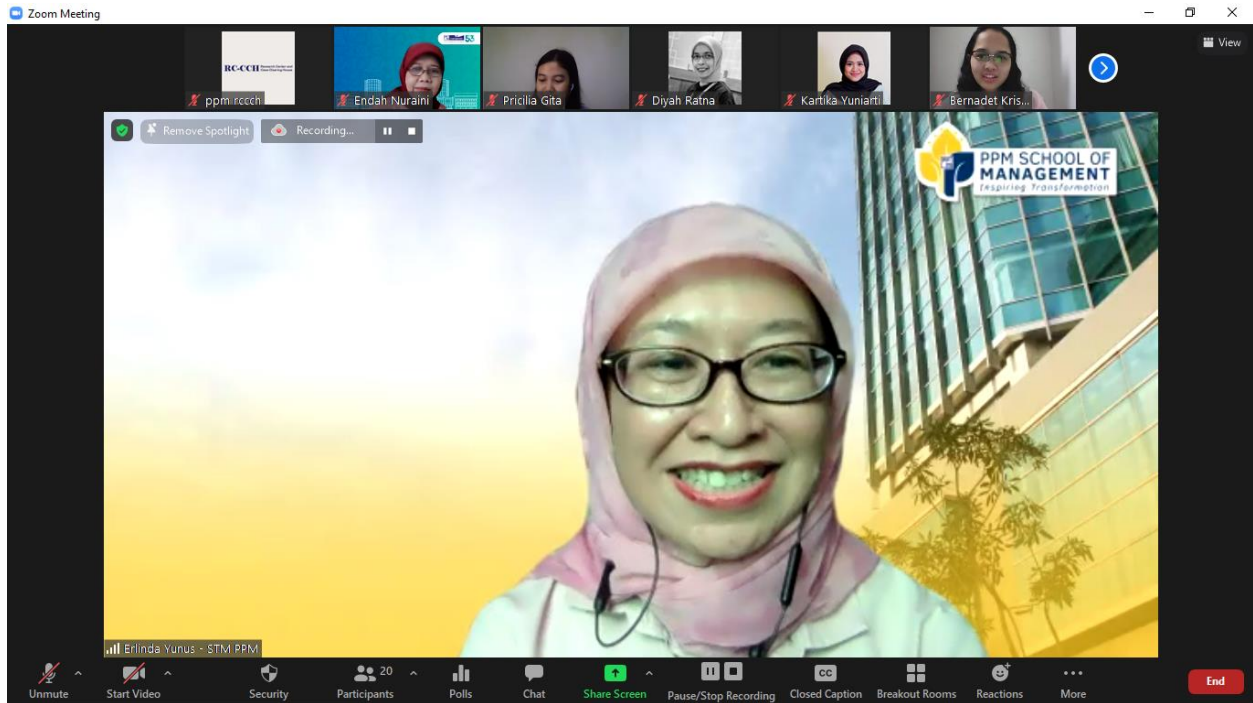 Zoom Meeting
View
RC-CCH
ppm rccch
Endah Nuraini
Pricilia Gita
Diyah Ratna
Kartika Yuniarti
Bernadet Kris...
Remove Spotlight
Recording...
PPM SCHOOL OF
MANAGEMENT
Inspiring Transformation
Erlinda Yunus - STM PPM
Unmute
Start Video
Security
20
Participants
Polls
Chat
Share Screen
Pause/Stop Recording
CC
Closed Caption
Breakout Rooms
Reactions
More
End